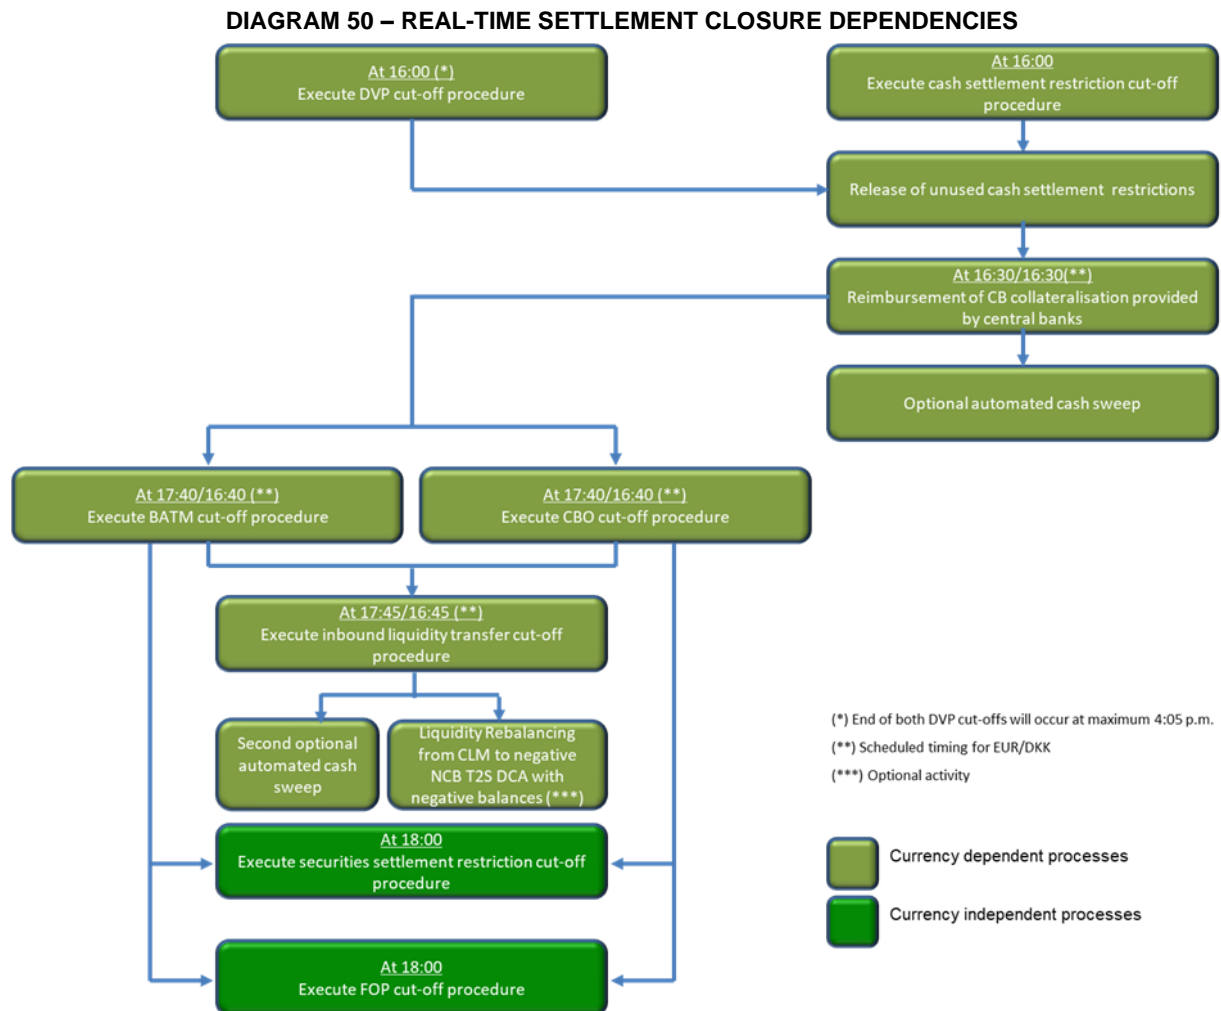 DIAGRAM 50 – REAL-TIME SETTLEMENT CLOSURE DEPENDENCIES
At 16:00 (*)
Execute DVP cut-off procedure
At 16:00
Execute cash settlement restriction cut-off
procedure
Release of unused cash settlement restrictions
At 16:30/16:30(**)
Reimbursement of CB collateralisation provided
by central banks
Optional automated cash sweep
At 17:40/16:40 (**)
Execute BATM cut-off procedure
At 17:40/16:40 (**)
Execute CBO cut-off procedure
At 17:45/16:45 (**)
Execute inbound liquidity transfer cut-off
procedure
Second optional
automated cash
sweep
Liquidity Rebalancing
from CLM to negative
NCB T2S DCA with
negative balances (***)
(*) End of both DVP cut-offs will occur at maximum 4:05 p.m.
(**) Scheduled timing for EUR/DKK
(***) Optional activity
At 18:00
Execute securities settlement restriction cut-off
procedure
Currency dependent processes
Currency independent processes
At 18:00
Execute FOP cut-off procedure